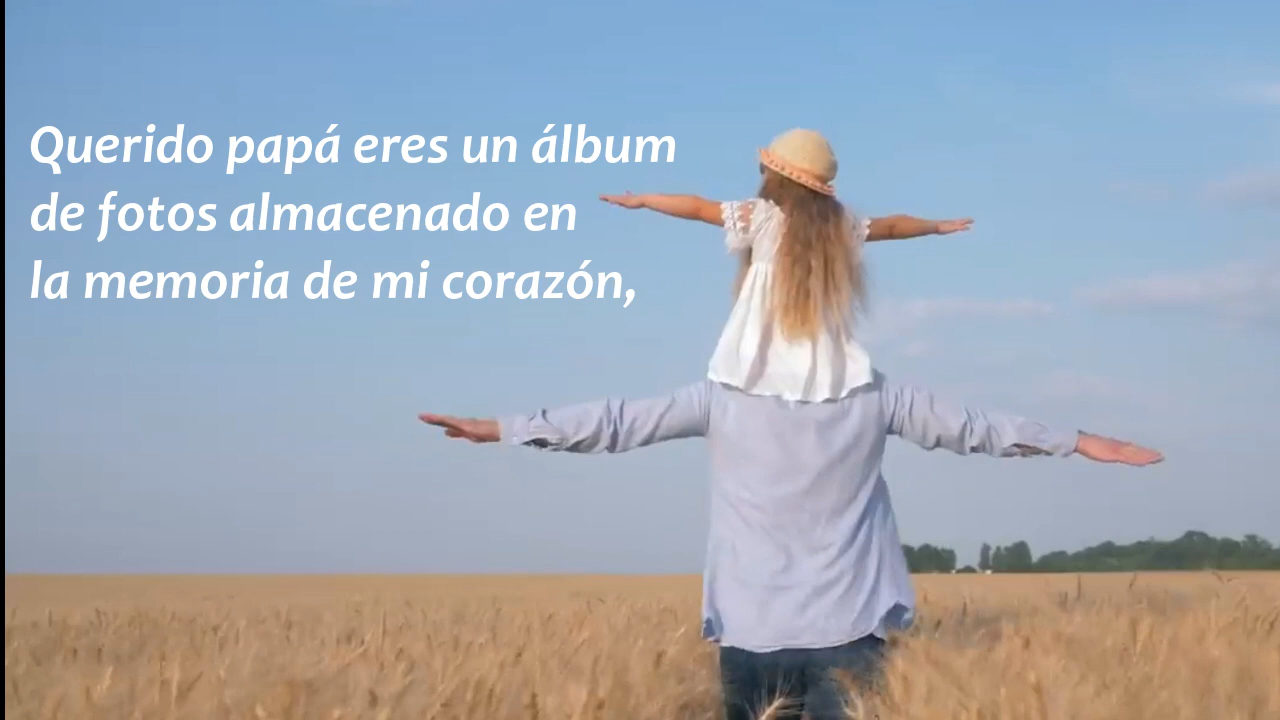 Querido papá eres un álbum
de fotos almacenado en
la memoria de mi corazón,